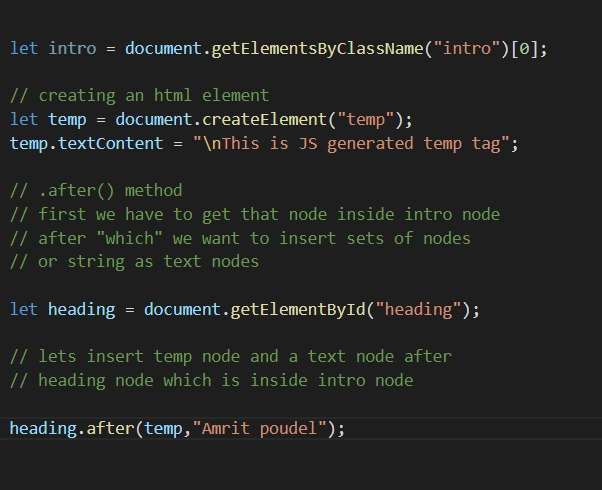 let intro = document.getElementsByClassName("intro")[0];
// creating an html element
let temp = document.createElement("temp");
temp.textContent = "\nThis is JS generated temp tag";
// .after() method
// first we have to get that node inside intro node
// after "which" we want to insert sets of nodes
// or string as text nodes
let heading = document.getElementById("heading");
// lets insert temp node and a text node after
// heading node which is inside intro node
heading.after(temp,"Amrit poudel");